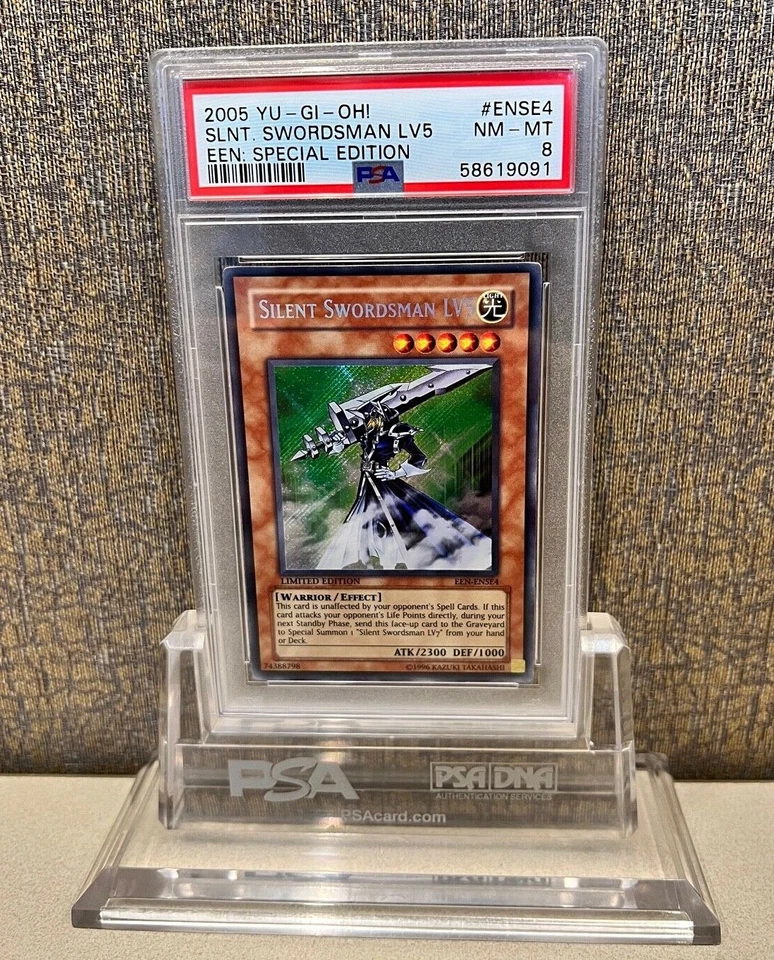 2005 YU-GI-OH! #ENSE4
SLNT. SWORDSMAN LV5 NM-MT
EEN: SPECIAL EDITION 8
PSA 58619091
SILENT SWORDSMAN LV5
LIGHT
光
LIMITED EDITION EEN-ENSE4
[WARRIOR/EFFECT]
This card is unaffected by your opponent's Spell Cards. If this
card attacks your opponent's Life Points directly, during your
next Standby Phase, send this face-up card to the Graveyard
to Special Summon 1 "Silent Swordsman LV7" from your hand
or Deck.
ATK/2300 DEF/1000
74388798 ©1996 KAZUKI TAKAHASHI
PSA PSA DNA
AUTHENTICATION SERVICES
PSAcard.com